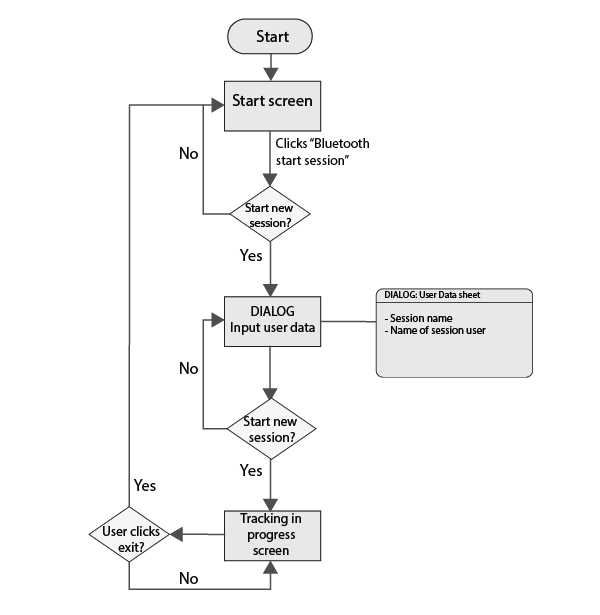 Start
Start screen
Clicks “Bluetooth
start session”
No
Start new
session?
Yes
DIALOG
Input user data
DIALOG: User Data sheet
- Session name
- Name of session user
No
Start new
session?
Yes
Yes
Tracking in
progress
screen
User clicks
exit?
No